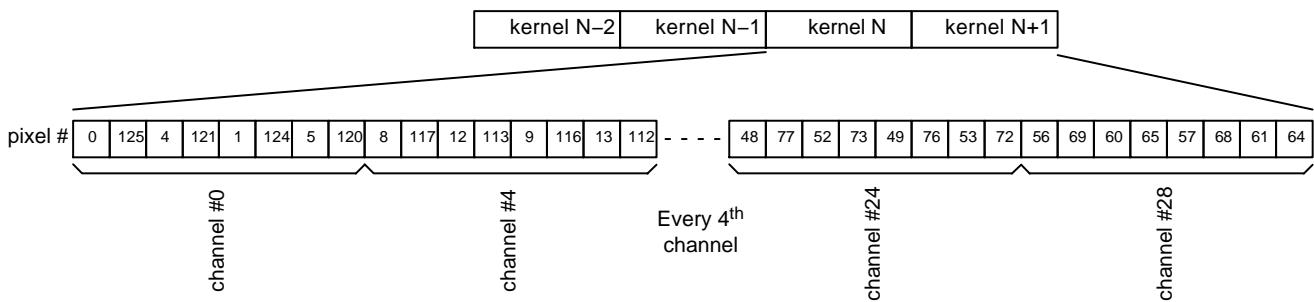 kernel N−2 kernel N−1 kernel N kernel N+1
pixel # 0 125 4 121 1 124 5 120 8 117 12 113 9 116 13 112 - - - - 48 77 52 73 49 76 53 72 56 69 60 65 57 68 61 64
channel #0
channel #4
Every 4th
channel
channel #24
channel #28